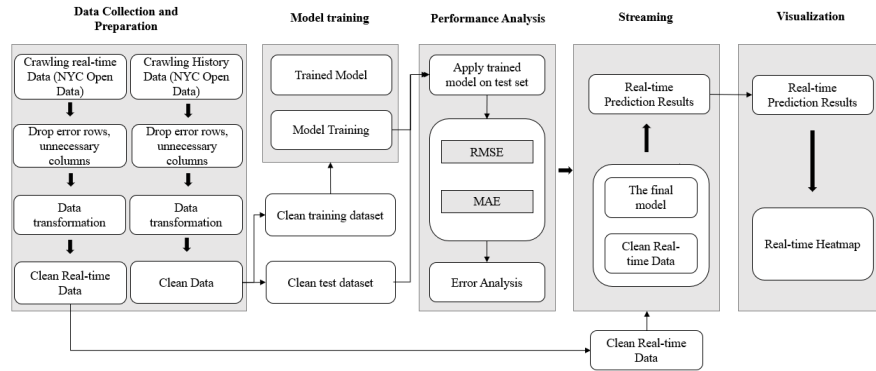 Data Collection and
Preparation
Model training
Performance Analysis
Streaming
Visualization
Crawling real-time
Data (NYC Open
Data)
Crawling History
Data (NYC Open
Data)
Drop error rows,
unnecessary
columns
Drop error rows,
unnecessary
columns
Data
transformation
Data
transformation
Clean Real-time
Data
Clean Data
Trained Model
Model Training
Clean training dataset
Clean test dataset
Apply trained
model on test set
RMSE
MAE
Error Analysis
Real-time
Prediction Results
The final
model
Clean Real-
time Data
Clean Real-time
Data
Real-time
Prediction Results
Real-time Heatmap